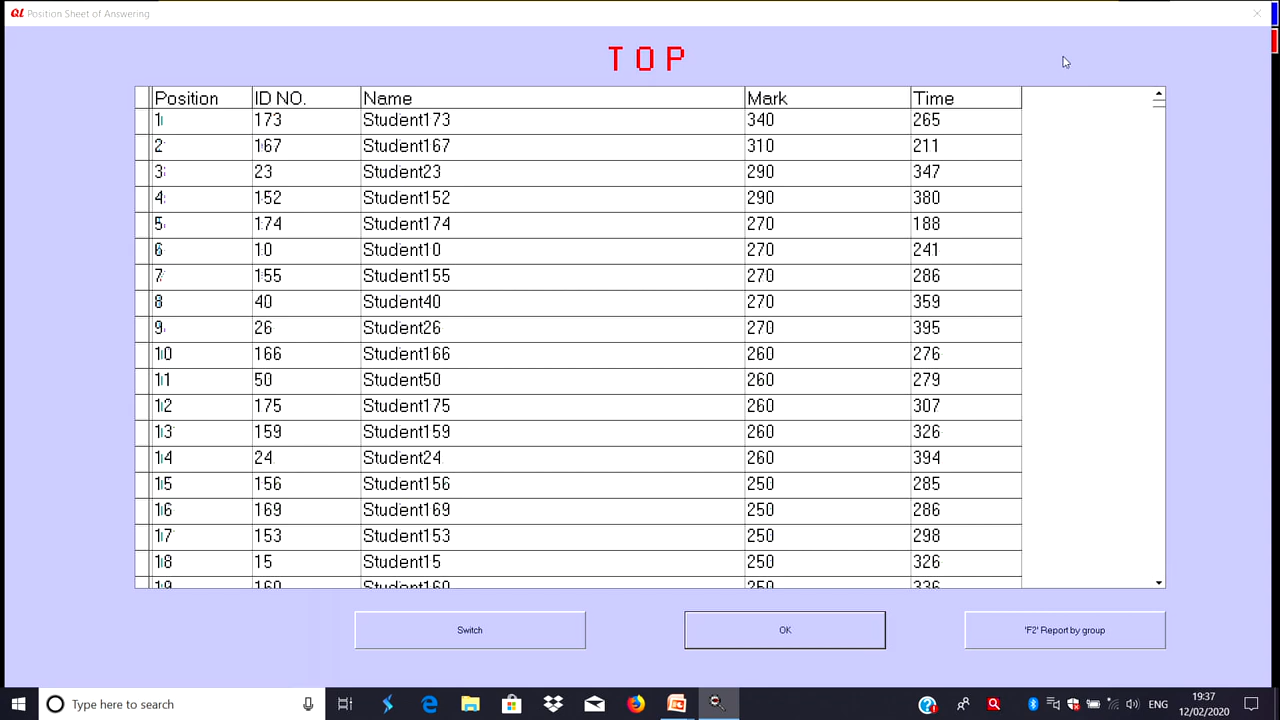 QL Position Sheet of Answering
TOP
Position ID NO. Name Mark Time
1 173 Student173 340 265
2 167 Student167 310 211
3 23 Student23 290 347
4 152 Student152 290 380
5 174 Student174 270 188
6 10 Student10 270 241
7 155 Student155 270 286
8 40 Student40 270 359
9 26 Student26 270 395
10 166 Student166 260 276
11 50 Student50 260 279
12 175 Student175 260 307
13 159 Student159 260 326
14 24 Student24 260 394
15 156 Student156 250 285
16 169 Student169 250 286
17 153 Student153 250 298
18 15 Student15 250 326
19 160 Student160 250 336
Switch OK 'F2' Report by group
Type here to search ENG 19:37
12/02/2020